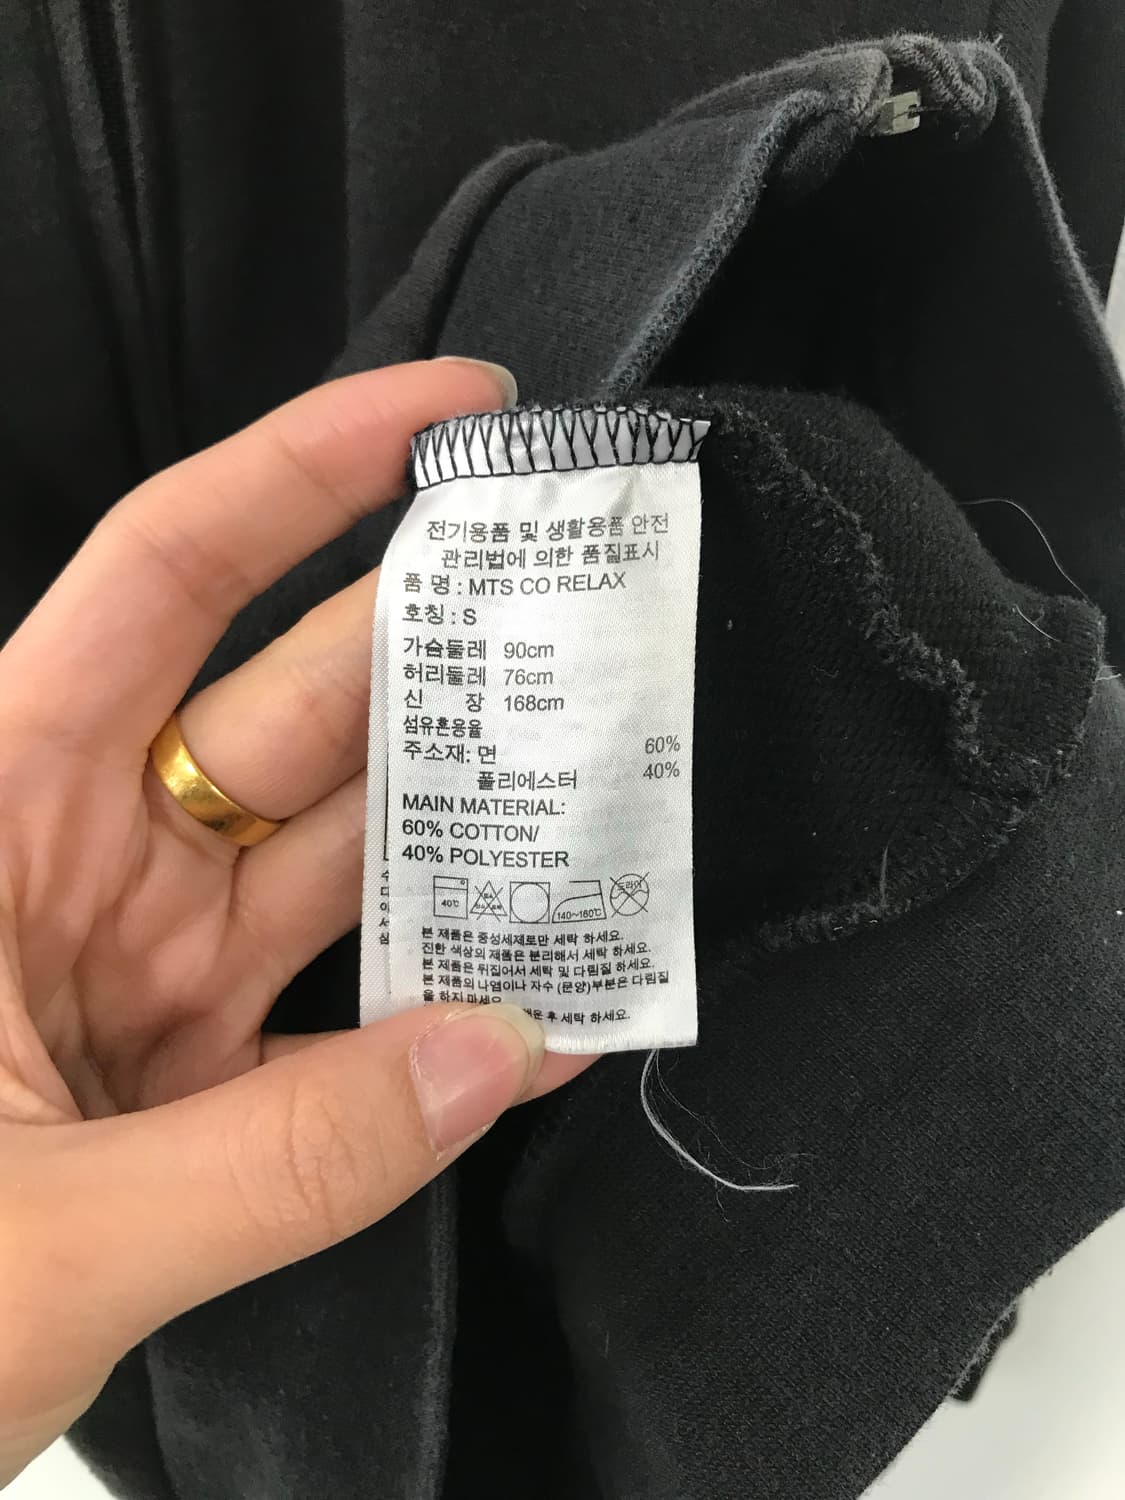 전기용품 및 생활용품 안전
관리법에 의한 품질표시
품 명 : MTS CO RELAX
호칭 : S
가슴둘레 90cm
허리둘레 76cm
신 장 168cm
섬유혼용율
주소재: 면 60%
폴리에스터 40%
MAIN MATERIAL:
60% COTTON/
40% POLYESTER
40℃ 140~160℃ 드라이
본 제품은 중성세제로만 세탁 하세요.
진한 색상의 제품은 분리해서 세탁 하세요.
본 제품은 뒤집어서 세탁 및 다림질 하세요.
본 제품의 나염이나 자수 (문양)부분은 다림질
을 하지 마세요
후 세탁 하세요.